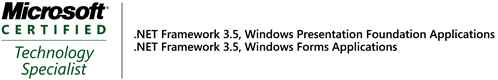 Microsoft
CERTIFIED
Technology
Specialist
.NET Framework 3.5, Windows Presentation Foundation Applications
.NET Framework 3.5, Windows Forms Applications